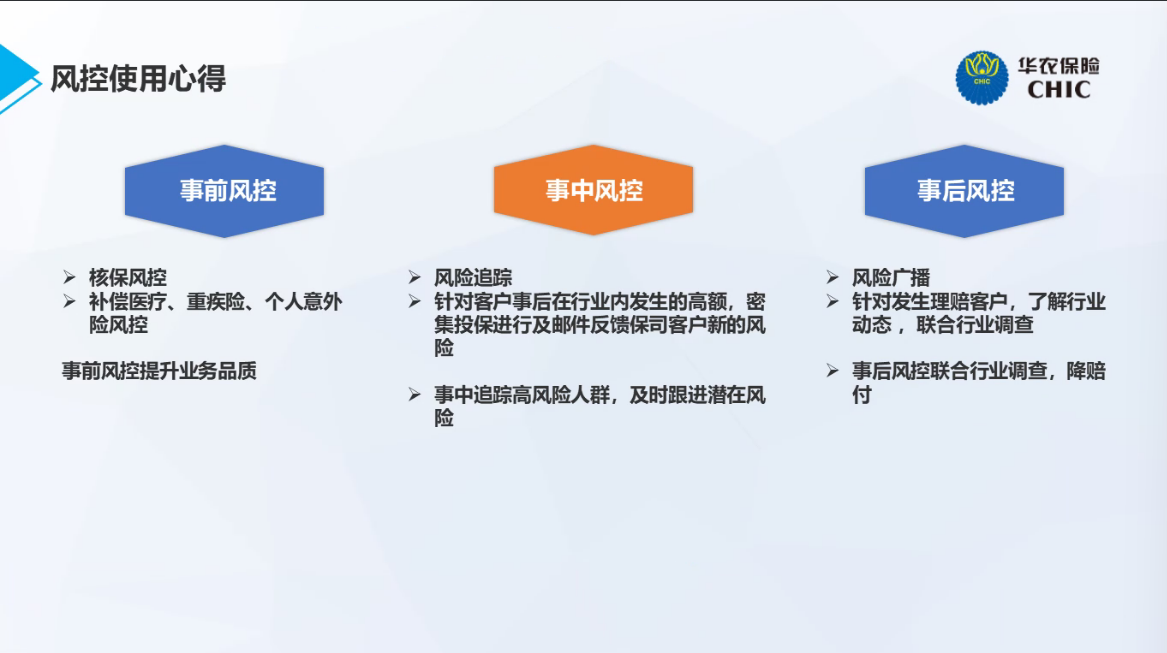 风控使用心得
华农保险
CHIC
CHIC
事前风控
事中风控
事后风控
➢ 核保风控
➢ 补偿医疗、重疾险、个人意外
险风控
事前风控提升业务品质
➢ 风险追踪
➢ 针对客户事后在行业内发生的高额，密
集投保进行及邮件反馈保司客户新的风
险
➢ 事中追踪高风险人群，及时跟进潜在风
险
➢ 风险广播
➢ 针对发生理赔客户，了解行业
动态 ，联合行业调查
➢ 事后风控联合行业调查，降赔
付